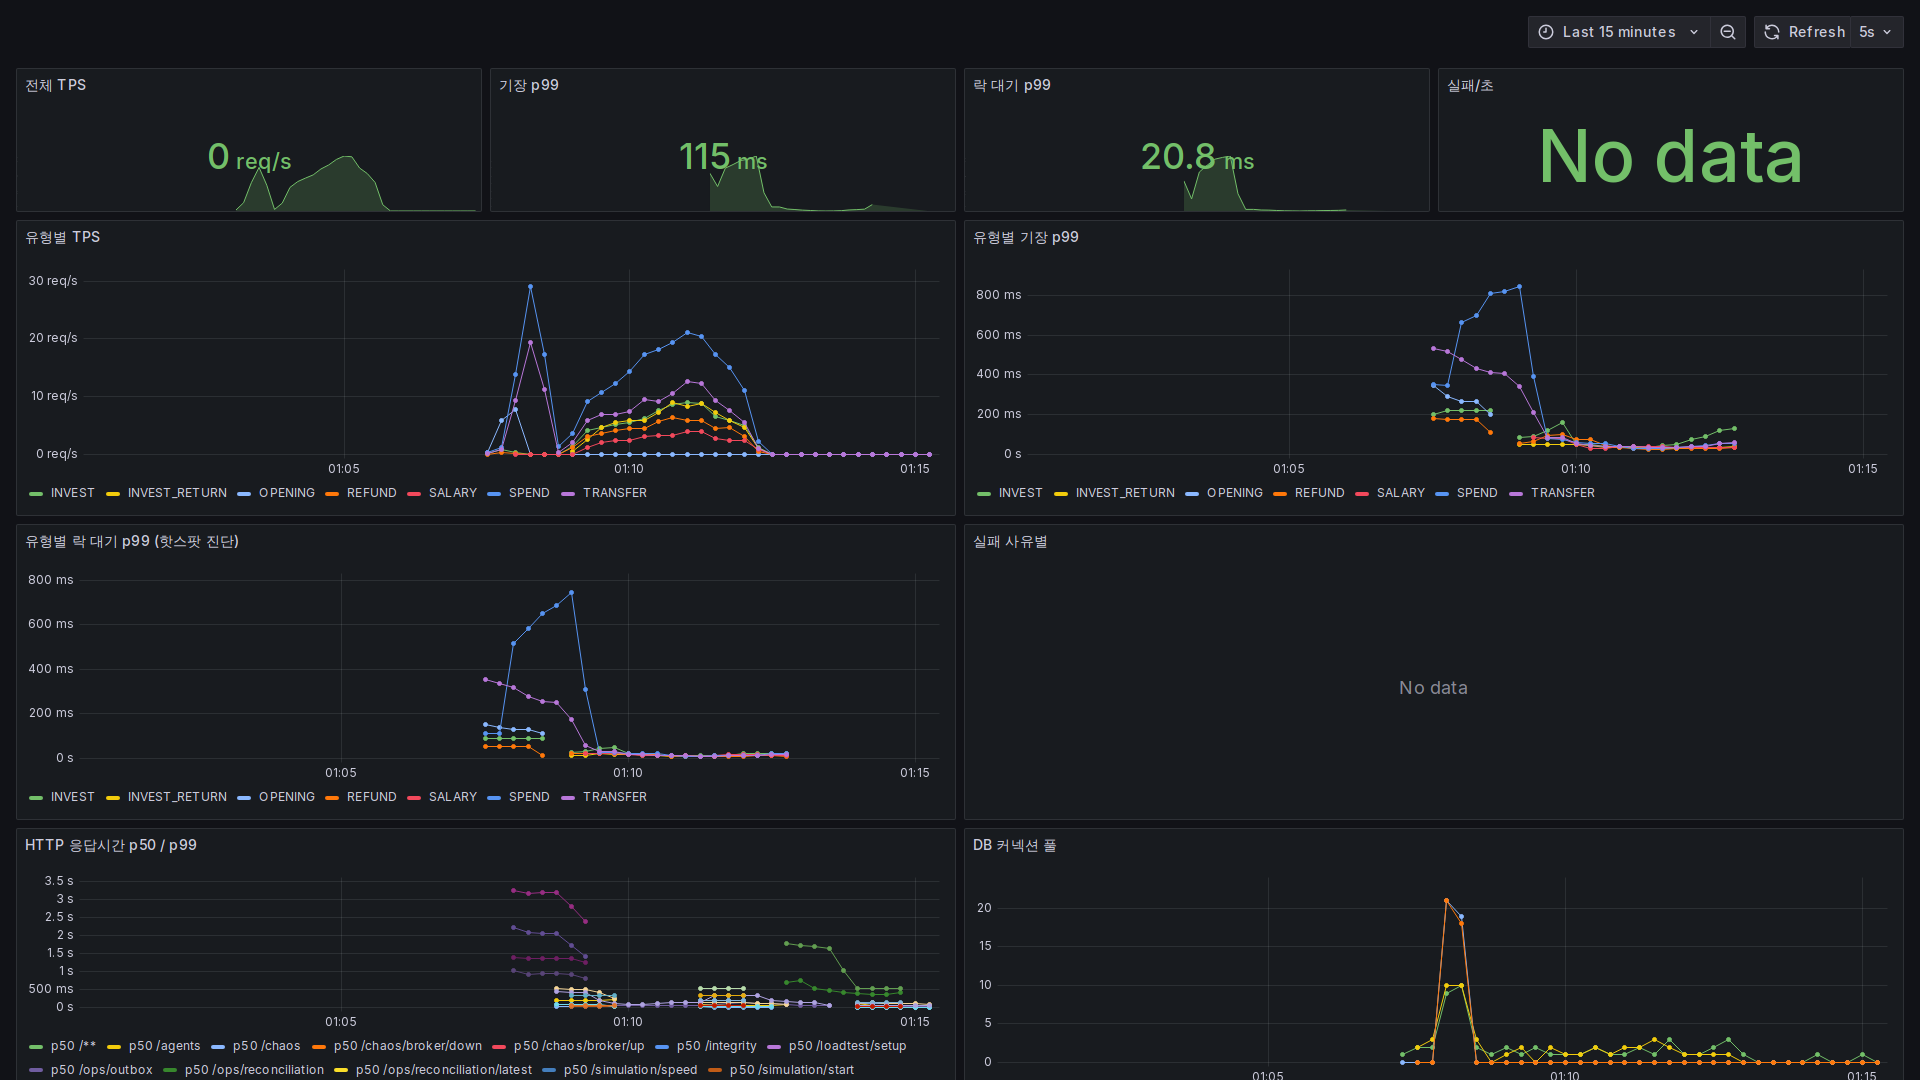 Last 15 minutes Refresh 5s
전체 TPS
0 req/s
기장 p99
115 ms
락 대기 p99
20.8 ms
실패/초
No data
유형별 TPS
30 req/s
20 req/s
10 req/s
0 req/s
01:05 01:10 01:15
INVEST INVEST_RETURN OPENING REFUND SALARY SPEND TRANSFER
유형별 기장 p99
800 ms
600 ms
400 ms
200 ms
0 s
01:05 01:10 01:15
INVEST INVEST_RETURN OPENING REFUND SALARY SPEND TRANSFER
유형별 락 대기 p99 (핫스팟 진단)
800 ms
600 ms
400 ms
200 ms
0 s
01:05 01:10 01:15
INVEST INVEST_RETURN OPENING REFUND SALARY SPEND TRANSFER
실패 사유별
No data
HTTP 응답시간 p50 / p99
3.5 s
3 s
2.5 s
2 s
1.5 s
1 s
500 ms
0 s
01:05 01:10 01:15
p50 /** p50 /agents p50 /chaos p50 /chaos/broker/down p50 /chaos/broker/up p50 /integrity p50 /loadtest/setup
p50 /ops/outbox p50 /ops/reconciliation p50 /ops/reconciliation/latest p50 /simulation/speed p50 /simulation/start
DB 커넥션 풀
20
15
10
5
0
01:05 01:10 01:15